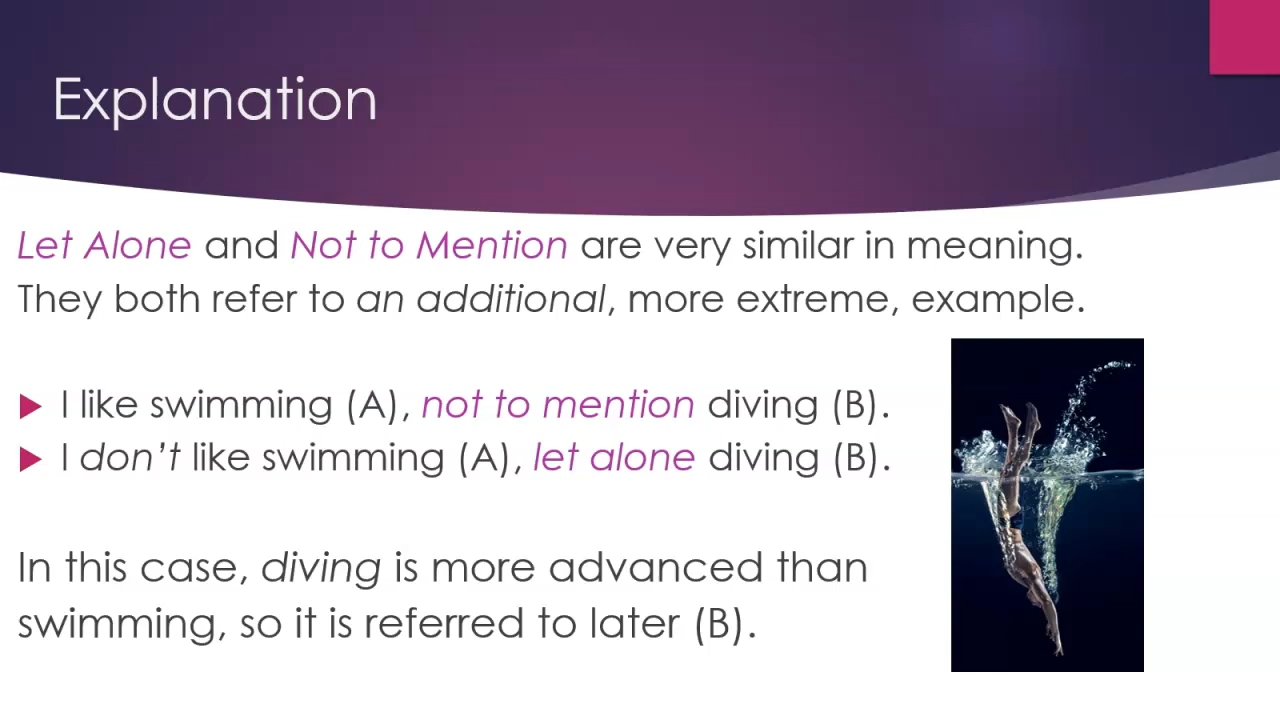 Explanation
Let Alone and Not to Mention are very similar in meaning.
They both refer to an additional, more extreme, example.
I like swimming (A), not to mention diving (B).
I don’t like swimming (A), let alone diving (B).
In this case, diving is more advanced than
swimming, so it is referred to later (B).